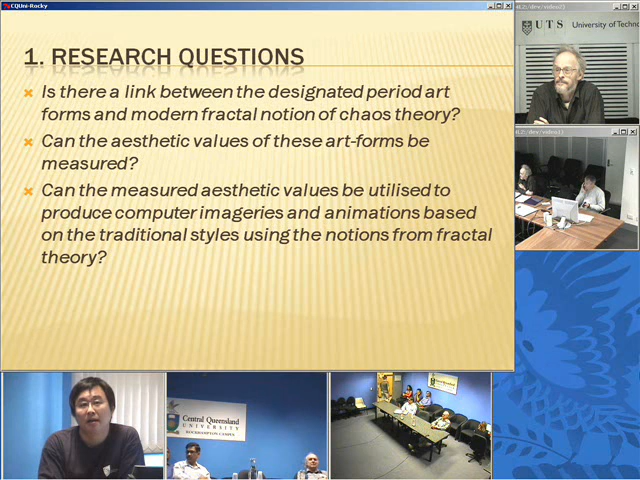 CQUni-Rocky
1. RESEARCH QUESTIONS
Is there a link between the designated period art
forms and modern fractal notion of chaos theory?
Can the aesthetic values of these art-forms be
measured?
Can the measured aesthetic values be utilised to
produce computer imageries and animations based
on the traditional styles using the notions from fractal
theory?
UTS University of Techno
Central Queensland
UNIVERSITY
ROCKHAMPTON CAMPUS